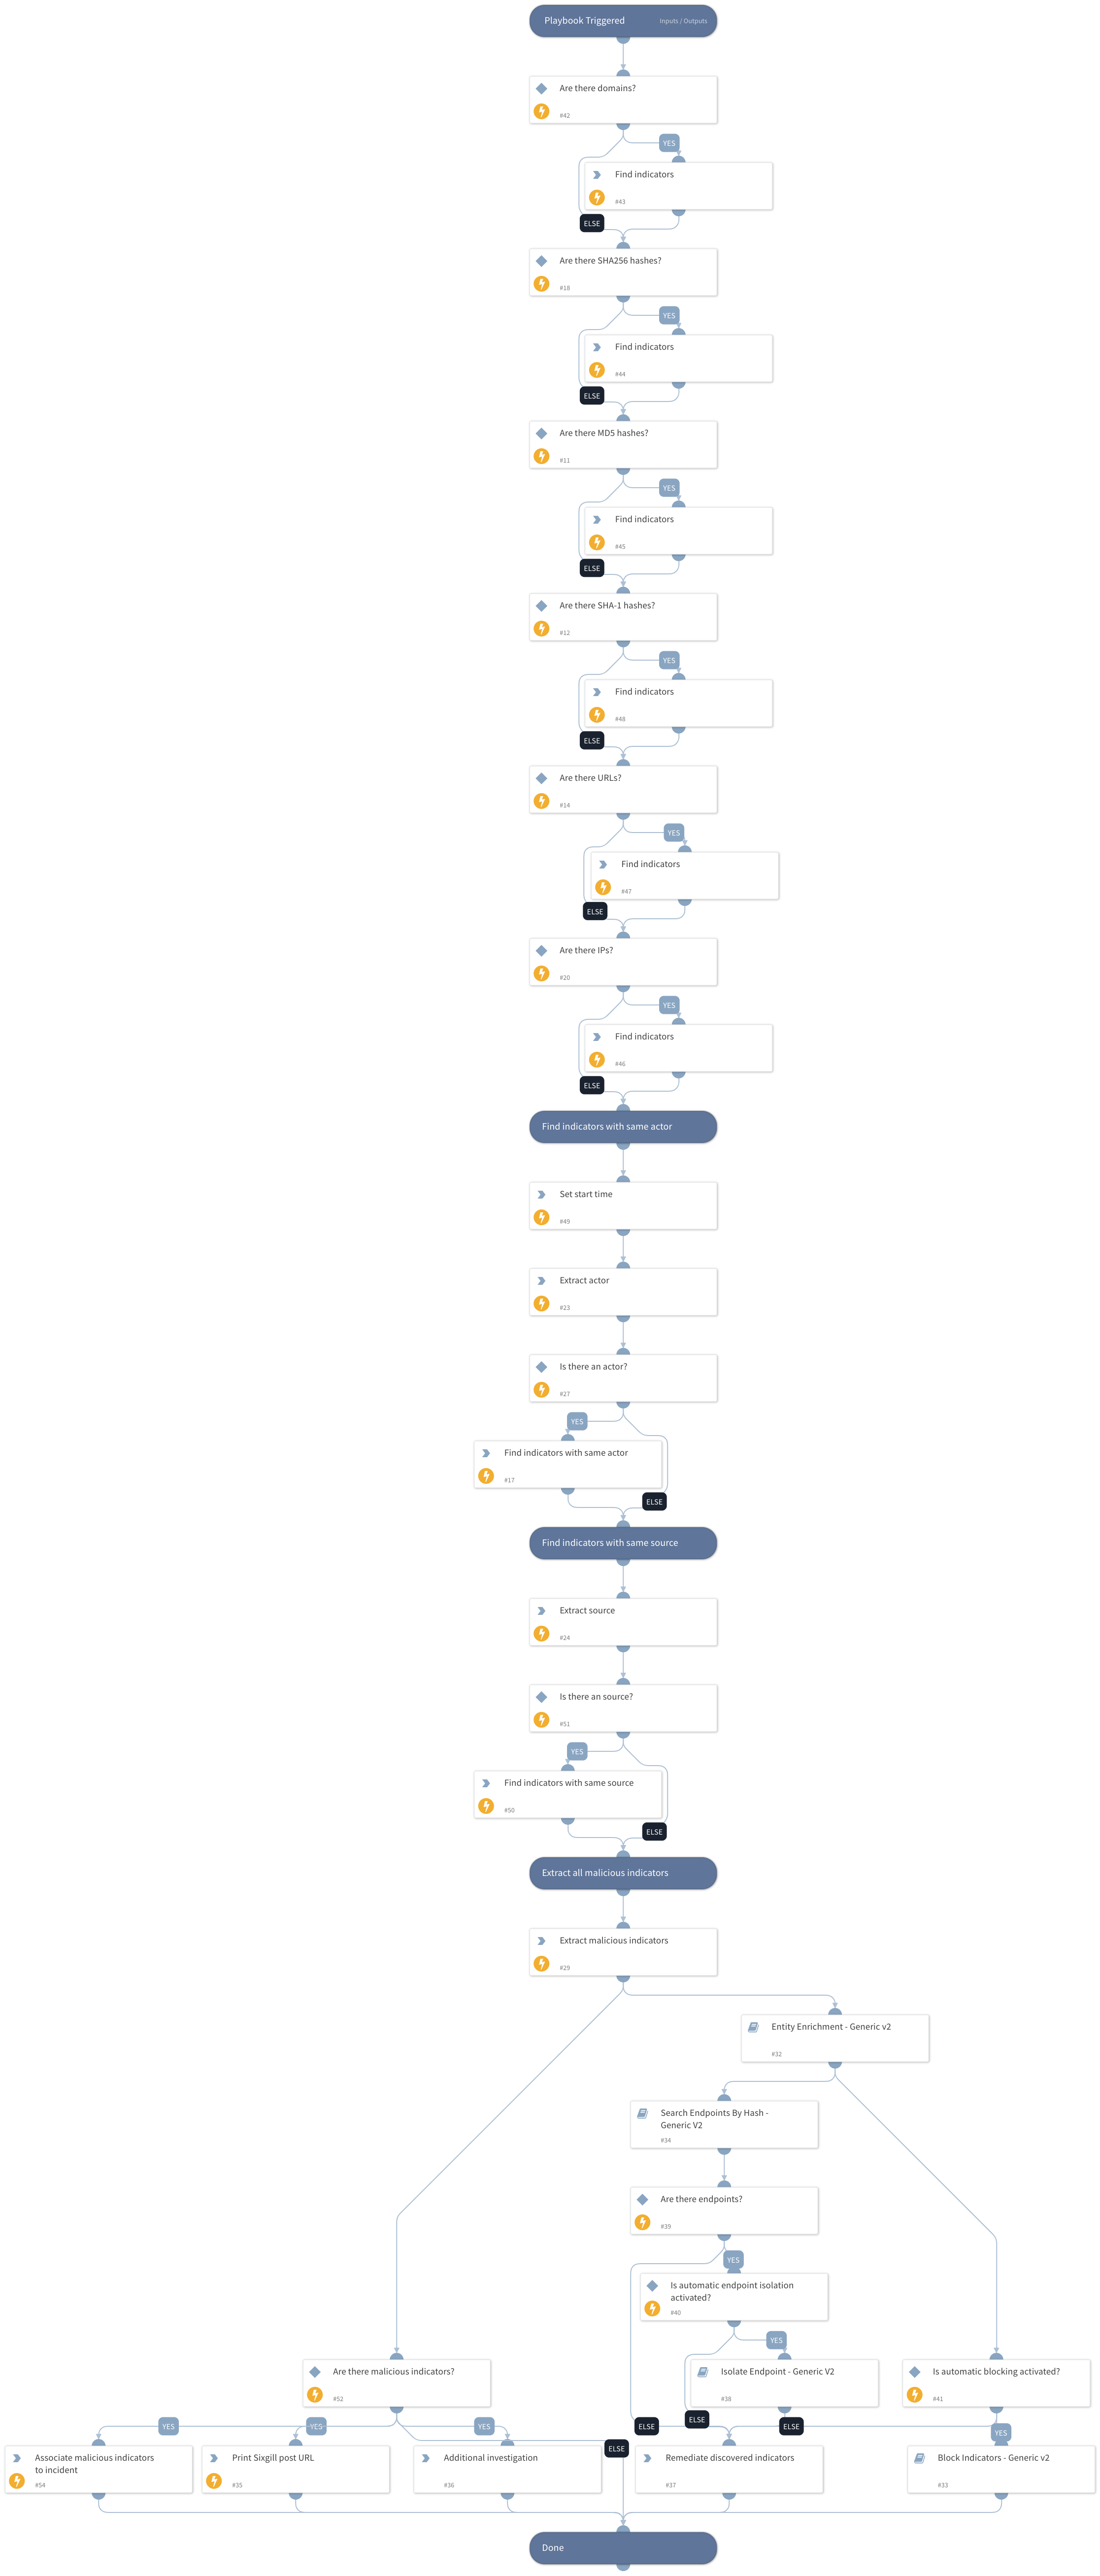 Playbook Triggered
Inputs / Outputs
Are there domains?
#42
YES
Find indicators
#43
ELSE
Are there SHA256 hashes?
#18
YES
Find indicators
#44
ELSE
Are there MD5 hashes?
#11
YES
Find indicators
#45
ELSE
Are there SHA-1 hashes?
#12
YES
Find indicators
#48
ELSE
Are there URLs?
#14
YES
Find indicators
#47
ELSE
Are there IPs?
#20
YES
Find indicators
#46
ELSE
Find indicators with same actor
Set start time
#49
Extract actor
#23
Is there an actor?
#27
YES
Find indicators with same actor
#17
ELSE
Find indicators with same source
Extract source
#24
Is there an source?
#51
YES
Find indicators with same source
#50
ELSE
Extract all malicious indicators
Extract malicious indicators
#29
Entity Enrichment - Generic v2
#32
Search Endpoints By Hash -
Generic V2
#34
Are there endpoints?
#39
YES
Is automatic endpoint isolation
activated?
#40
YES
Are there malicious indicators?
#52
Isolate Endpoint - Generic V2
#38
Is automatic blocking activated?
#41
YES
YES
YES
ELSE
ELSE
ELSE
ELSE
YES
Associate malicious indicators
to incident
#54
Print Sixgill post URL
#35
Additional investigation
#36
Remediate discovered indicators
#37
Block Indicators - Generic v2
#33
Done